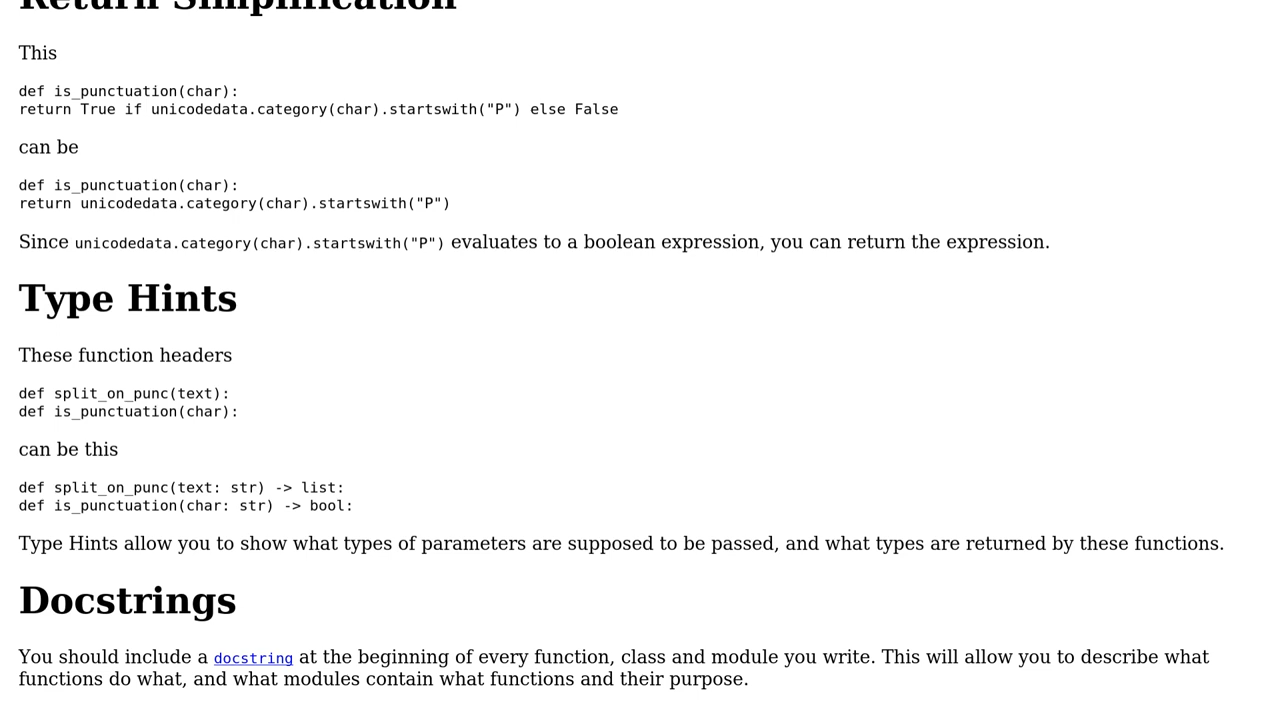 Return Simplification
This
def is_punctuation(char):
return True if unicodedata.category(char).startswith("P") else False
can be
def is_punctuation(char):
return unicodedata.category(char).startswith("P")
Since unicodedata.category(char).startswith("P") evaluates to a boolean expression, you can return the expression.
Type Hints
These function headers
def split_on_punc(text):
def is_punctuation(char):
can be this
def split_on_punc(text: str) -> list:
def is_punctuation(char: str) -> bool:
Type Hints allow you to show what types of parameters are supposed to be passed, and what types are returned by these functions.
Docstrings
You should include a docstring at the beginning of every function, class and module you write. This will allow you to describe what
functions do what, and what modules contain what functions and their purpose.